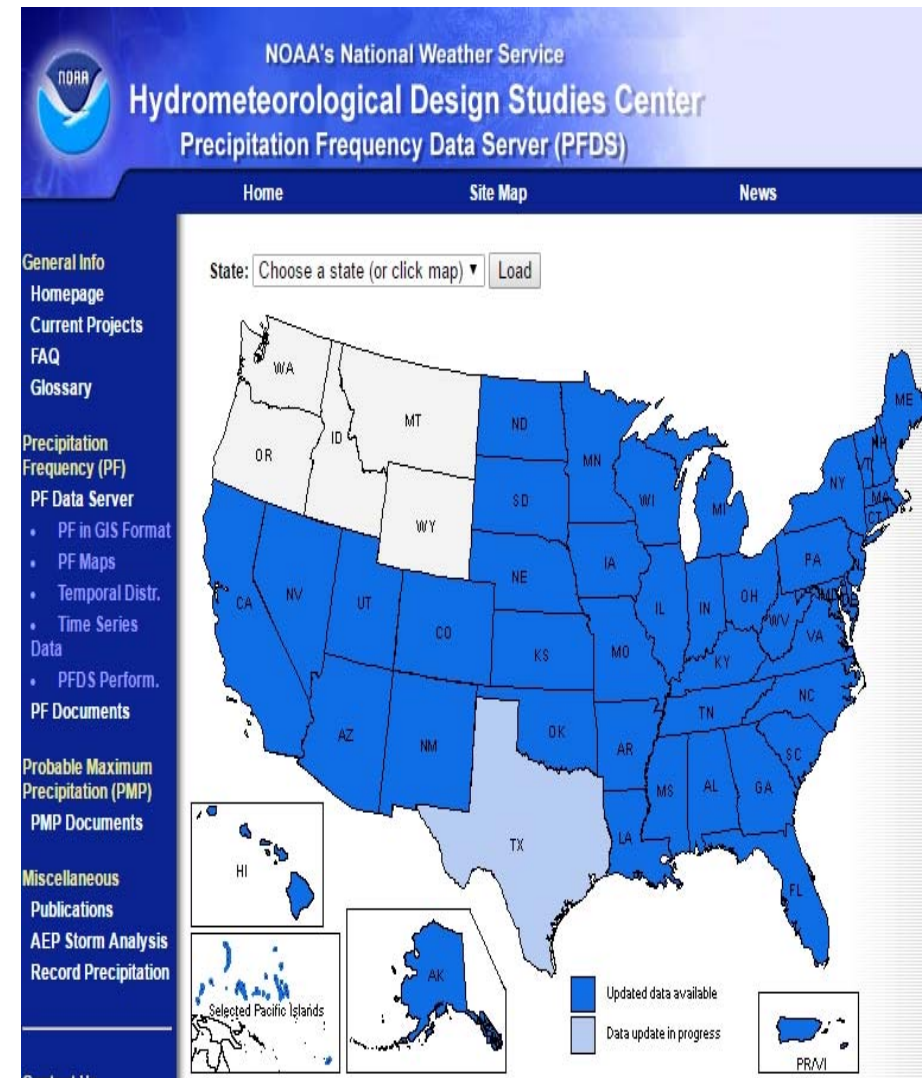 NOAA
NOAA's National Weather Service
Hydrometeorological Design Studies Center
Precipitation Frequency Data Server (PFDS)
Home
Site Map
News
General Info
Homepage
Current Projects
FAQ
Glossary
Precipitation
Frequency (PF)
PF Data Server
• PF in GIS Format
• PF Maps
• Temporal Distr.
• Time Series
Data
• PFDS Perform.
PF Documents
Probable Maximum
Precipitation (PMP)
PMP Documents
Miscellaneous
Publications
AEP Storm Analysis
Record Precipitation
State: Choose a state (or click map) ▼ Load
WA
MT
ND
ME
OR
ID
MN
VT
NH
SD
WI
NY
MA
WY
MI
CT
IA
PA
NE
NV
OH
CA
UT
IL
IN
WV
CO
VA
KS
MO
KY
NC
TN
AZ
OK
NM
AR
SC
MS
AL
GA
TX
LA
HI
FL
AK
Selected Pacific Islands
Updated data available
Data update in progress
PR/VI